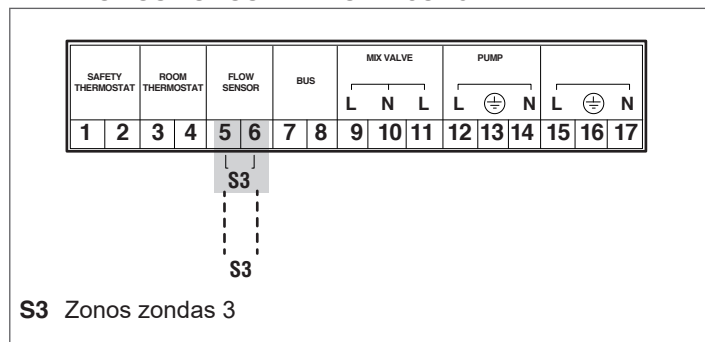 MIX VALVE PUMP
SAFETY ROOM FLOW BUS
THERMOSTAT THERMOSTAT SENSOR
L N L L N L N
1 2 3 4 5 6 7 8 9 10 11 12 13 14 15 16 17
S3
S3
S3 Zonos zondas 3